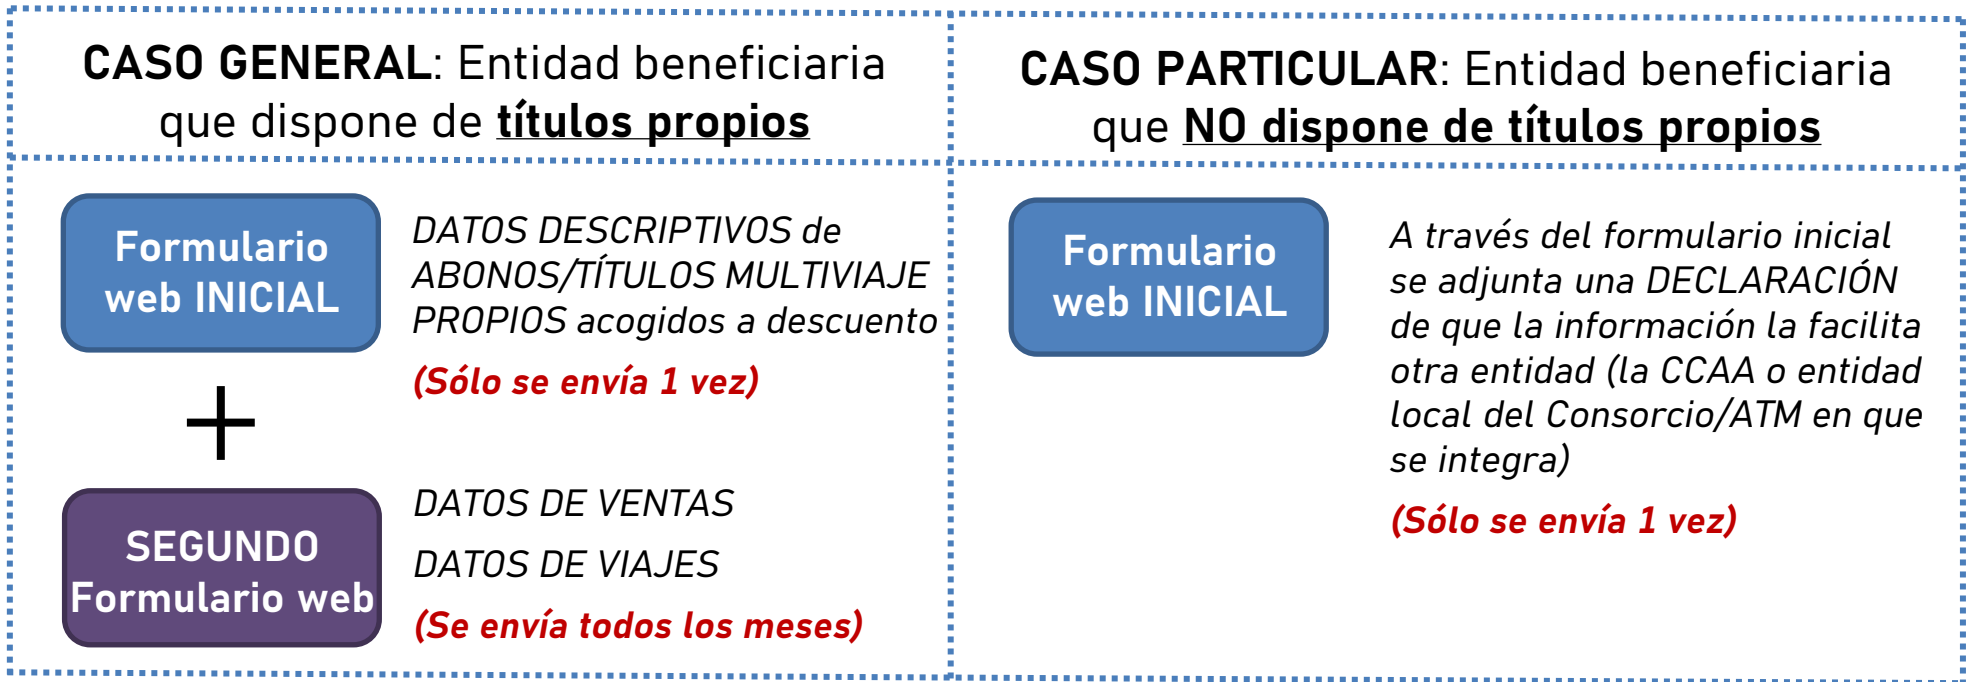 CASO GENERAL: Entidad beneficiaria
que dispone de títulos propios
CASO PARTICULAR: Entidad beneficiaria
que NO dispone de títulos propios
Formulario
web INICIAL
DATOS DESCRIPTIVOS de
ABONOS/TÍTULOS MULTIVIAJE
PROPIOS acogidos a descuento
(Sólo se envía 1 vez)
+
SEGUNDO
Formulario web
DATOS DE VENTAS
DATOS DE VIAJES
(Se envía todos los meses)
Formulario
web INICIAL
A través del formulario inicial
se adjunta una DECLARACIÓN
de que la información la facilita
otra entidad (la CCAA o entidad
local del Consorcio/ATM en que
se integra)
(Sólo se envía 1 vez)